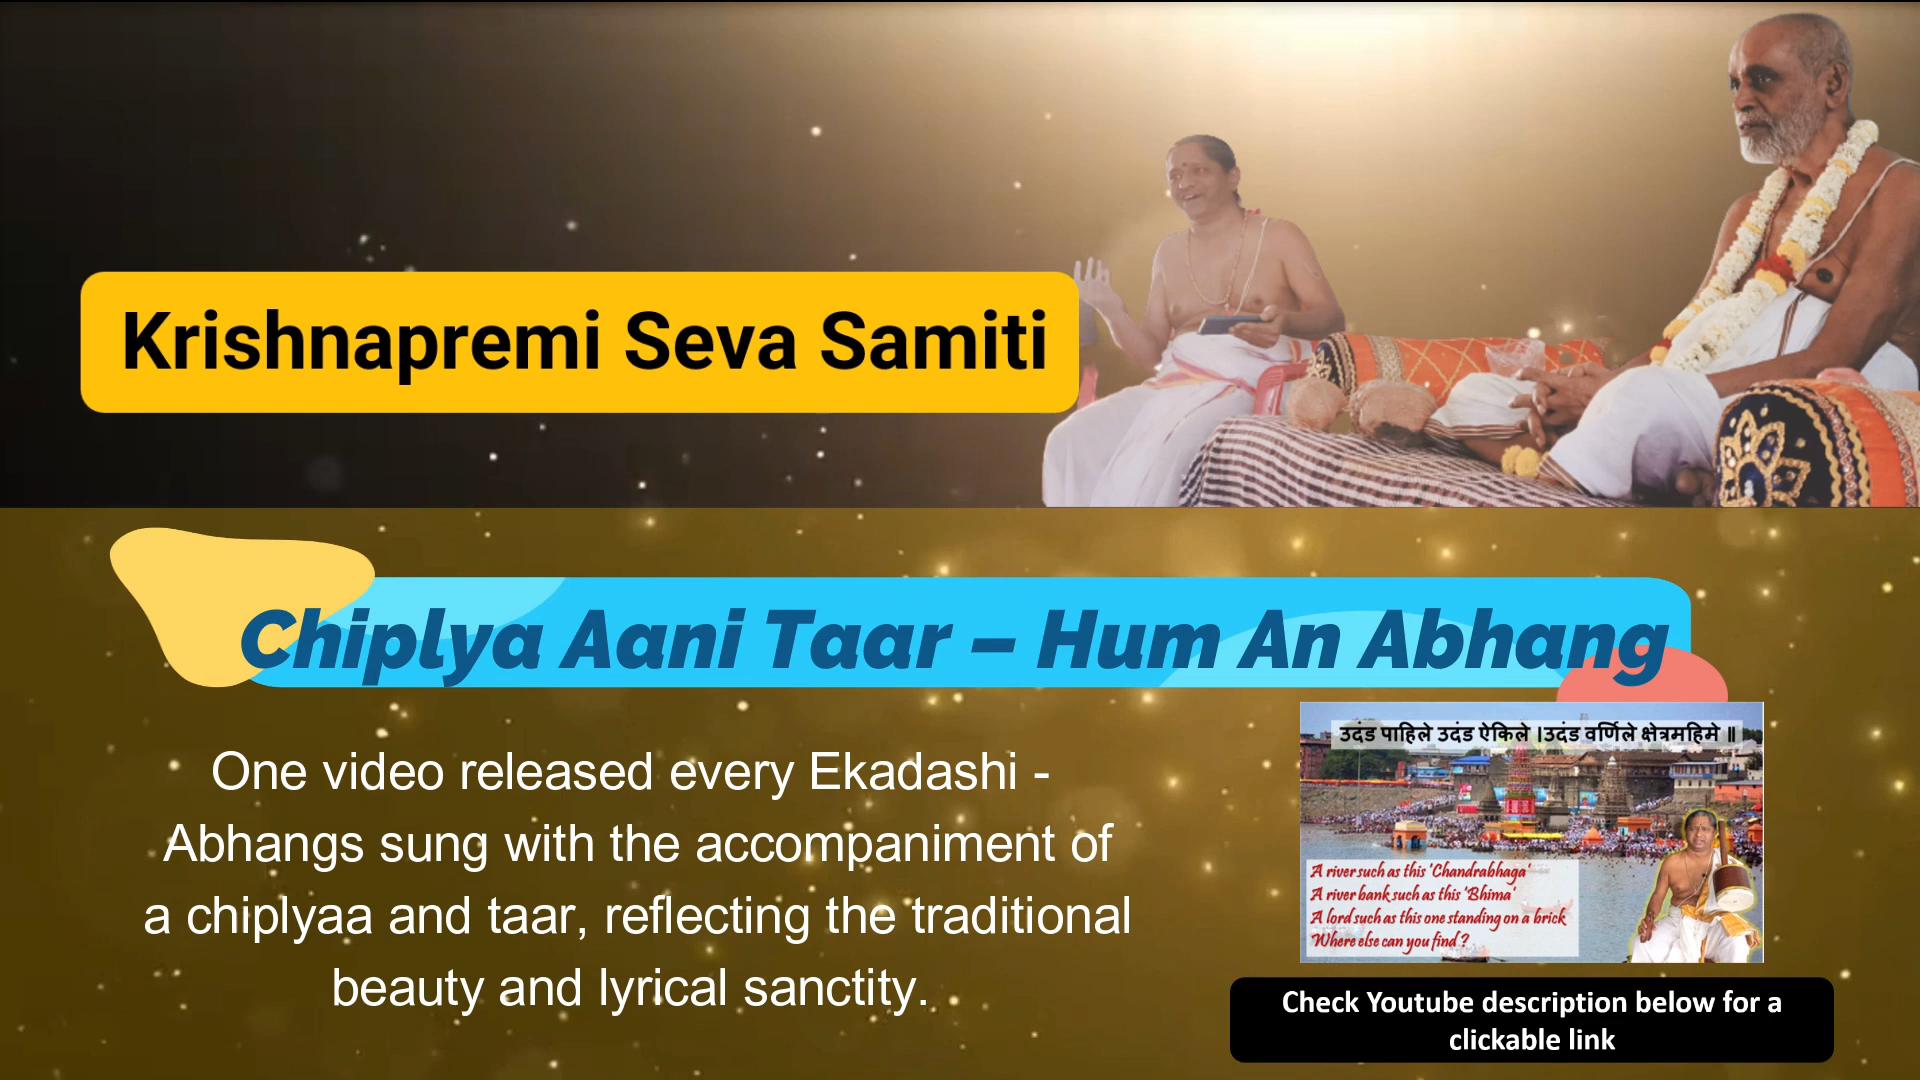 Krishnapremi Seva Samiti
Chiplya Aani Taar – Hum An Abhang
One video released every Ekadashi -
Abhangs sung with the accompaniment of
a chiplyaa and taar, reflecting the traditional
beauty and lyrical sanctity.
उदंड पाहिले उदंड ऐकिले ।उदंड वर्णिले क्षेत्रमहिमे ॥
A river such as this 'Chandrabhaga'
A river bank such as this 'Bhima'
A lord such as this one standing on a brick
Where else can you find ?
Check Youtube description below for a
clickable link